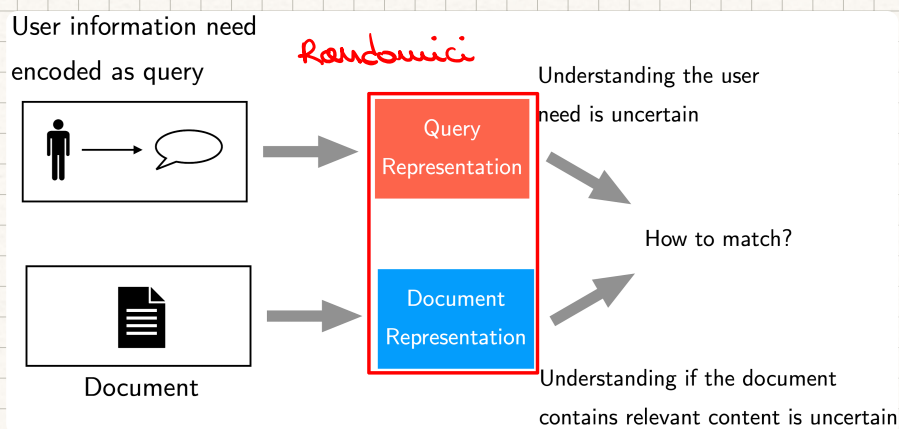 User information need
encoded as query
Randomici
Understanding the user
need is uncertain
Query
Representation
How to match?
Document
Representation
Document
Understanding if the document
contains relevant content is uncertain